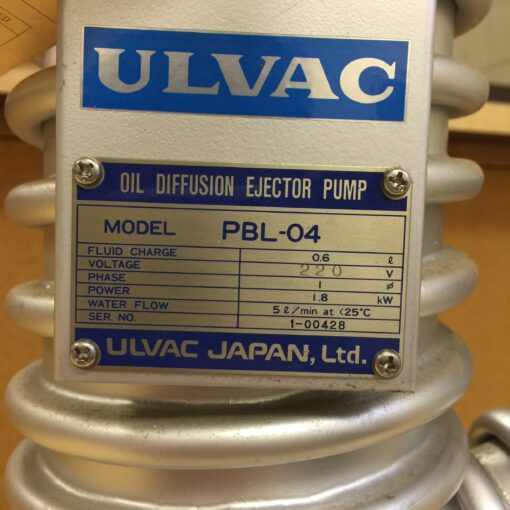 ULVAC
OIL DIFFUSION EJECTOR PUMP
MODEL PBL-04
FLUID CHARGE 0.6 ℓ
VOLTAGE 220 V
PHASE 1 ø
POWER 1.8 kW
WATER FLOW 5 ℓ/min at <25°C
SER. NO. 1-00428
ULVAC JAPAN, Ltd.